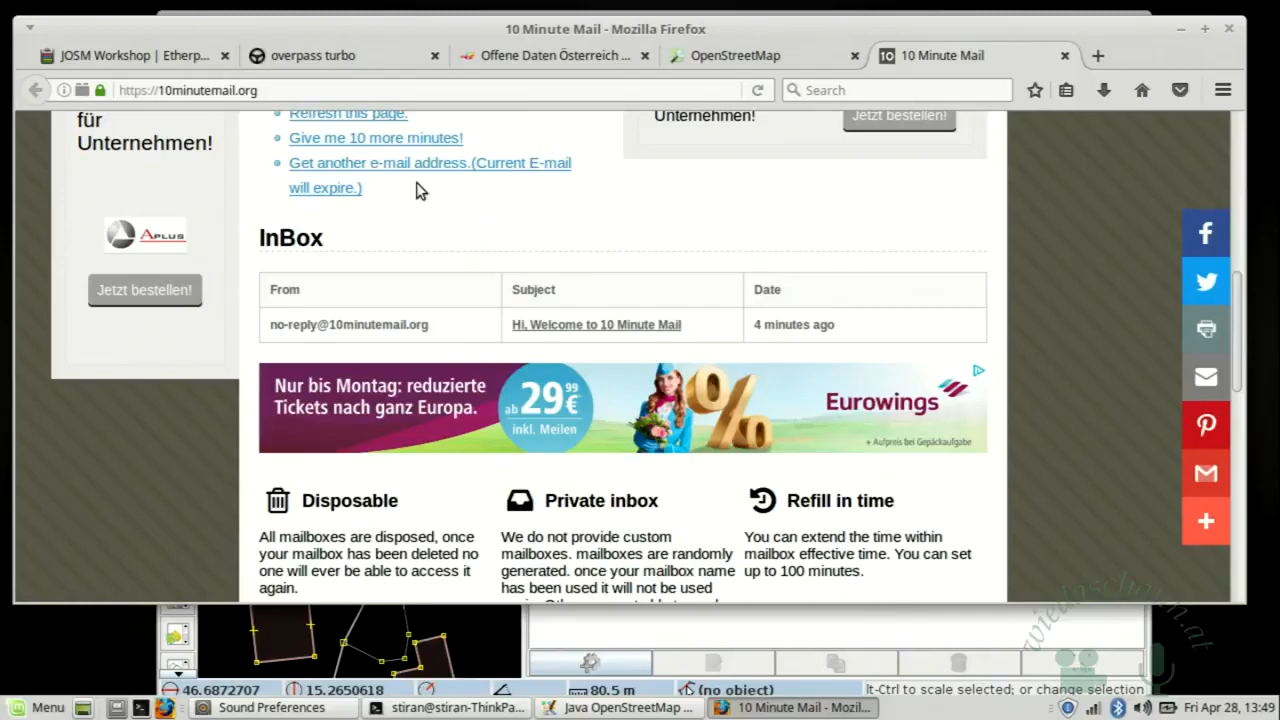 10 Minute Mail - Mozilla Firefox
JOSM Workshop | Etherp...
overpass turbo
Offene Daten Österreich ...
OpenStreetMap
10 10 Minute Mail
https://10minutemail.org
Search
für
Unternehmen!
APLUS
Jetzt bestellen!
Refresh this page.
Give me 10 more minutes!
Get another e-mail address.(Current E-mail
will expire.)
Unternehmen!
Jetzt bestellen!
InBox
From Subject Date
no-reply@10minutemail.org Hi, Welcome to 10 Minute Mail 4 minutes ago
Nur bis Montag: reduzierte
Tickets nach ganz Europa.
ab 29 99 €
inkl. Meilen
%
Eurowings
+ Aufpreis bei Gepäckaufgabe
Disposable
All mailboxes are disposed, once
your mailbox has been deleted no
one will ever be able to access it
again.
Private inbox
We do not provide custom
mailboxes. mailboxes are randomly
generated. once your mailbox name
has been used it will not be used
Refill in time
You can extend the time within
mailbox effective time. You can set
up to 100 minutes.
wiedaschaun.at
46.6872707 15.2650618 80.5 m (no object) lt-Ctrl to scale selected; or change selection
Menu Sound Preferences stiran@stiran-ThinkPa... Java OpenStreetMap ... 10 Minute Mail - Mozil... Fri Apr 28, 13:49